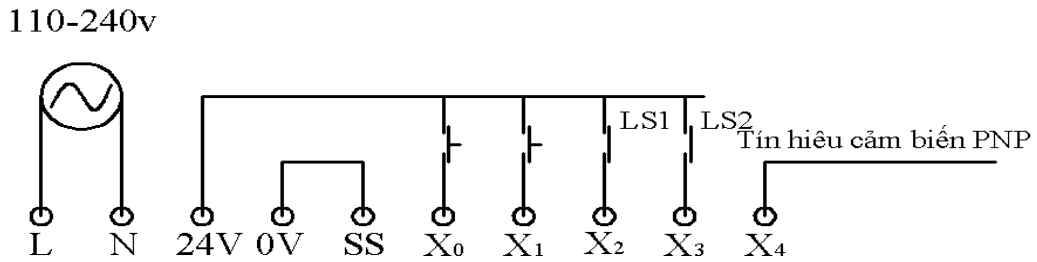 110-240v
LS1 LS2
Tín hiêu cảm biến PNP
L N 24V 0V SS X0 X1 X2 X3 X4